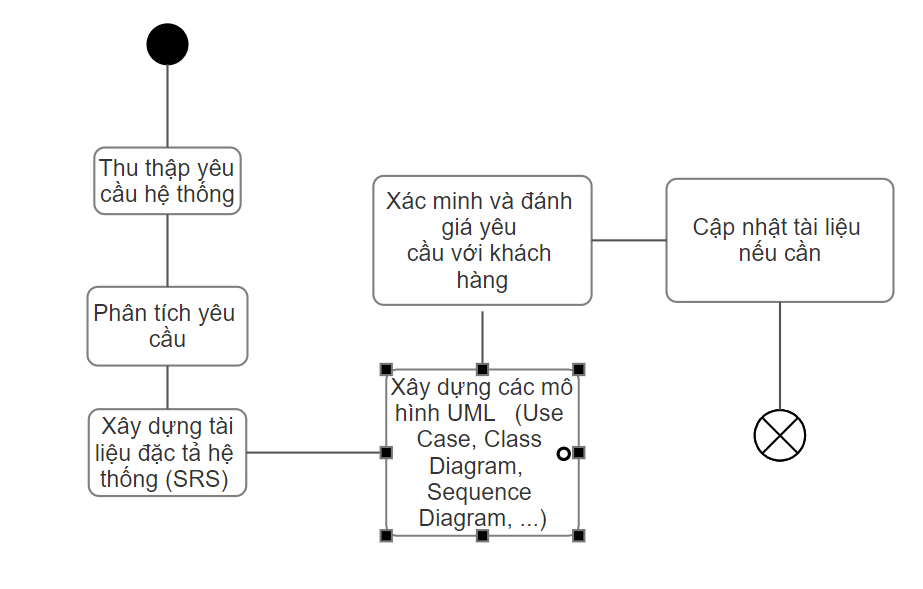 Thu thập yêu
cầu hệ thống
Phân tích yêu
cầu
Xây dựng tài
liệu đặc tả hệ
thống (SRS)
Xây dựng các mô
hình UML (Use
Case, Class
Diagram,
Sequence
Diagram, ...)
Xác minh và đánh
giá yêu
cầu với khách
hàng
Cập nhật tài liệu
nếu cần